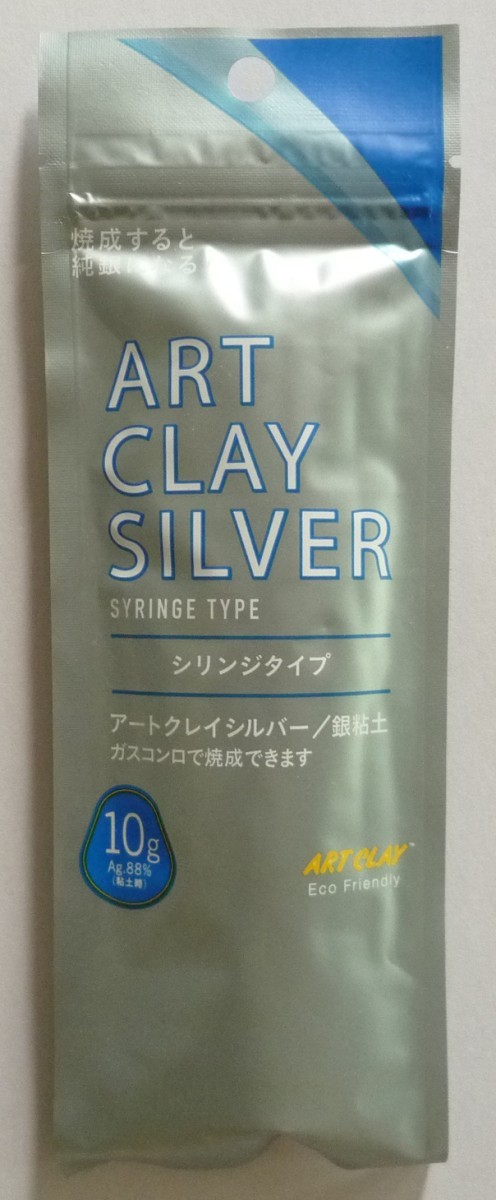 焼成すると
純銀になる
ART
CLAY
SILVER
SYRINGE TYPE
シリンジタイプ
アートクレイシルバー/銀粘土
ガスコンロで焼成できます
10g
Ag.88%
(粘土時)
ART CLAY™
Eco Friendly